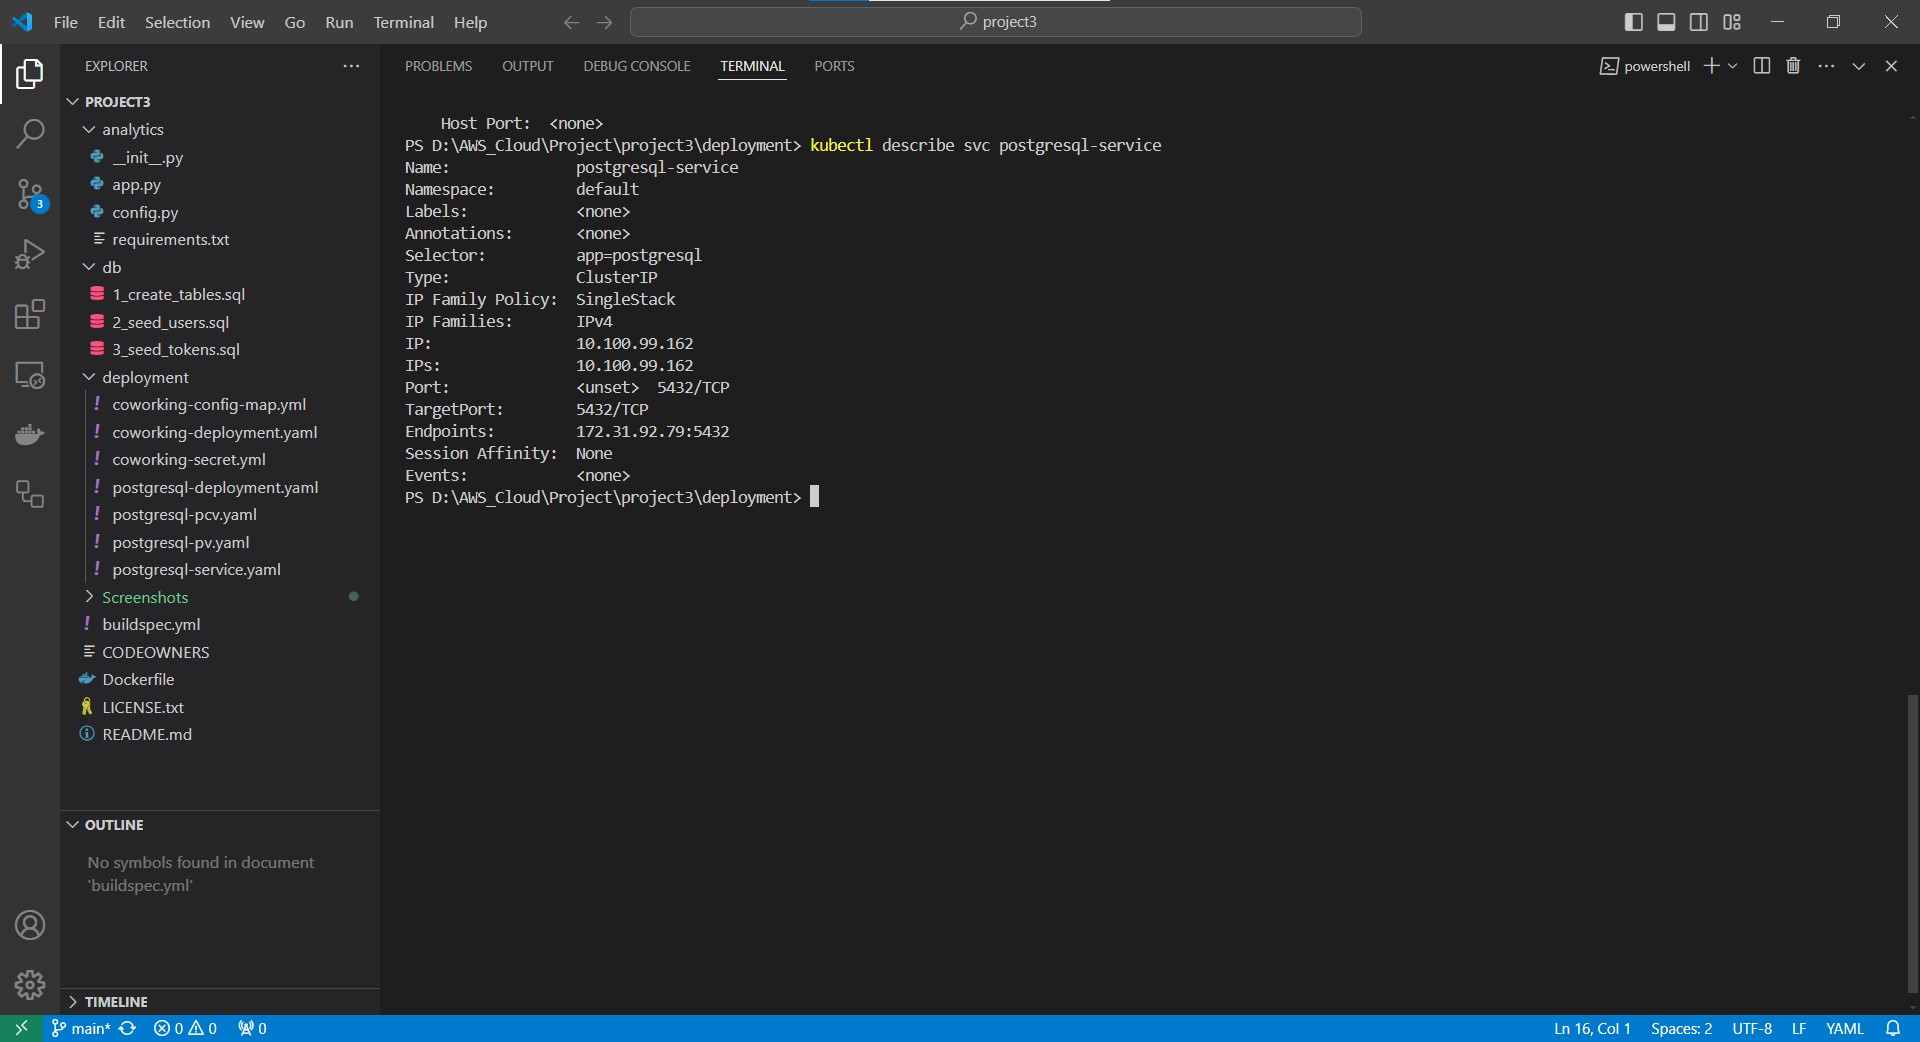 File Edit Selection View Go Run Terminal Help
project3
EXPLORER
PROJECT3
analytics
__init__.py
app.py
config.py
requirements.txt
db
1_create_tables.sql
2_seed_users.sql
3_seed_tokens.sql
deployment
coworking-config-map.yml
coworking-deployment.yaml
coworking-secret.yml
postgresql-deployment.yaml
postgresql-pcv.yaml
postgresql-pv.yaml
postgresql-service.yaml
Screenshots
buildspec.yml
CODEOWNERS
Dockerfile
LICENSE.txt
README.md
OUTLINE
No symbols found in document
'buildspec.yml'
TIMELINE
3
PROBLEMS OUTPUT DEBUG CONSOLE TERMINAL PORTS
powershell
Host Port: <none>
PS D:\AWS_Cloud\Project\project3\deployment> kubectl describe svc postgresql-service
Name: postgresql-service
Namespace: default
Labels: <none>
Annotations: <none>
Selector: app=postgresql
Type: ClusterIP
IP Family Policy: SingleStack
IP Families: IPv4
IP: 10.100.99.162
IPs: 10.100.99.162
Port: <unset> 5432/TCP
TargetPort: 5432/TCP
Endpoints: 172.31.92.79:5432
Session Affinity: None
Events: <none>
PS D:\AWS_Cloud\Project\project3\deployment>
main* 0 0 0
Ln 16, Col 1 Spaces: 2 UTF-8 LF YAML